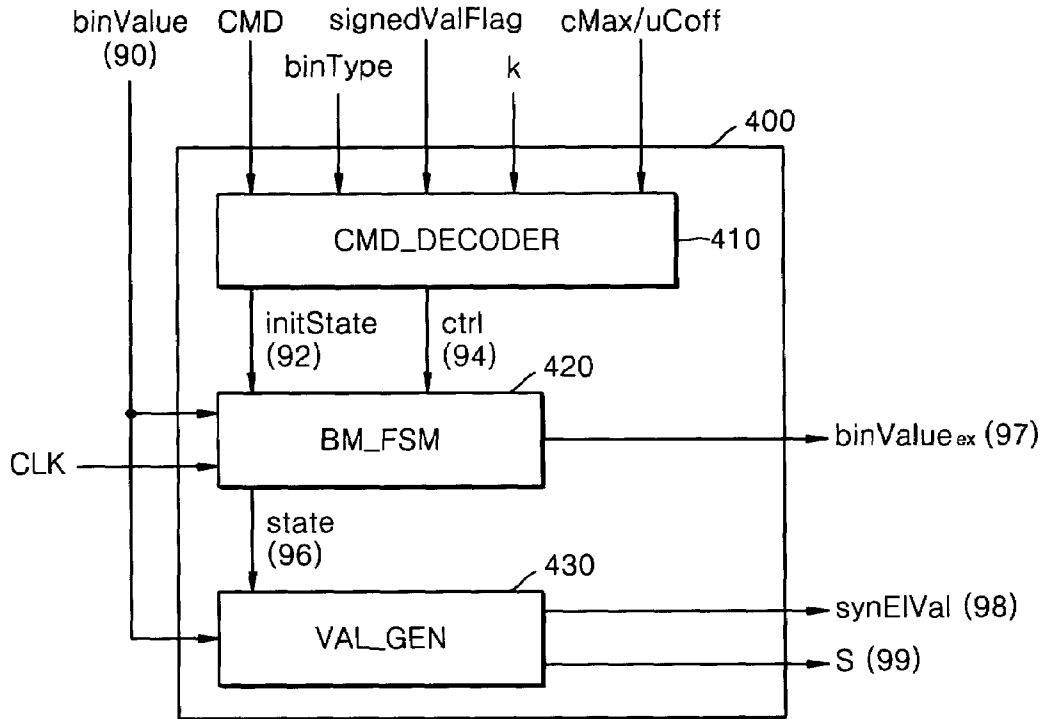 binValue
(90)
CMD
signedValFlag
cMax/uCoff
binType
k
400
CMD_DECODER
410
initState
(92)
ctrl
(94)
420
BM_FSM
binValueex (97)
CLK
state
(96)
430
VAL_GEN
synElVal (98)
S (99)